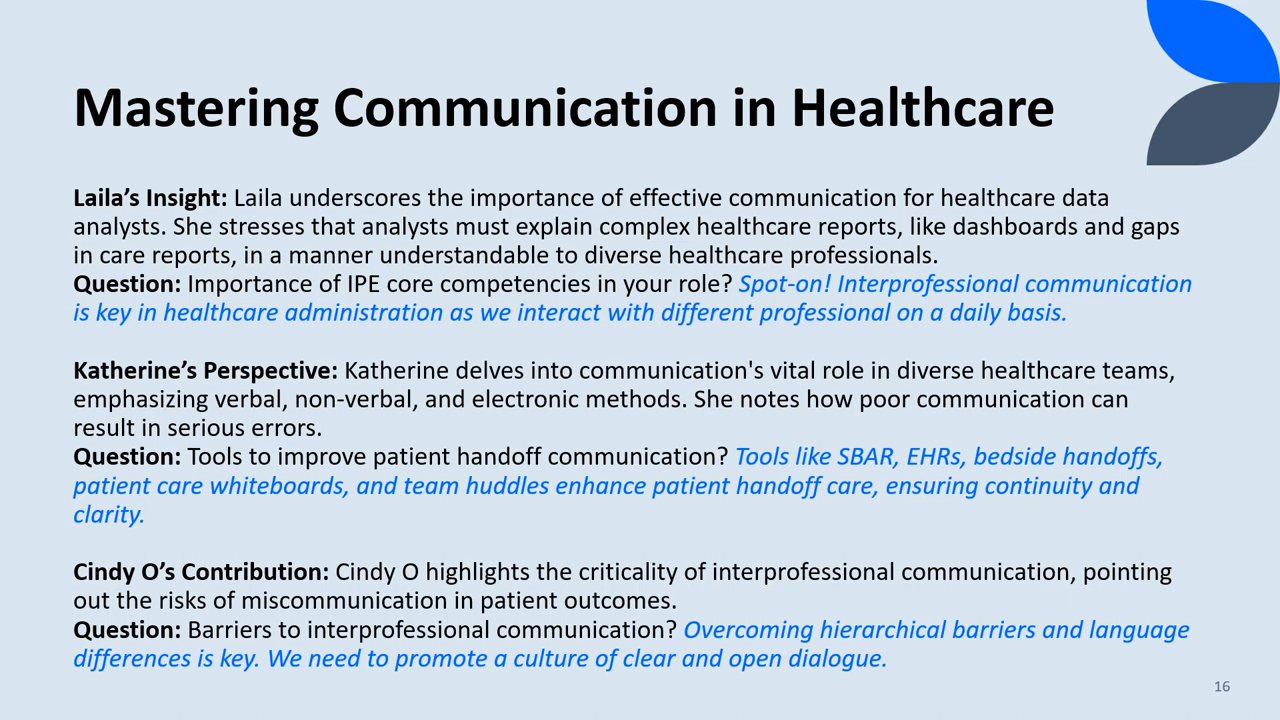 Mastering Communication in Healthcare
Laila’s Insight: Laila underscores the importance of effective communication for healthcare data
analysts. She stresses that analysts must explain complex healthcare reports, like dashboards and gaps
in care reports, in a manner understandable to diverse healthcare professionals.
Question: Importance of IPE core competencies in your role? Spot-on! Interprofessional communication
is key in healthcare administration as we interact with different professional on a daily basis.
Katherine’s Perspective: Katherine delves into communication's vital role in diverse healthcare teams,
emphasizing verbal, non-verbal, and electronic methods. She notes how poor communication can
result in serious errors.
Question: Tools to improve patient handoff communication? Tools like SBAR, EHRs, bedside handoffs,
patient care whiteboards, and team huddles enhance patient handoff care, ensuring continuity and
clarity.
Cindy O’s Contribution: Cindy O highlights the criticality of interprofessional communication, pointing
out the risks of miscommunication in patient outcomes.
Question: Barriers to interprofessional communication? Overcoming hierarchical barriers and language
differences is key. We need to promote a culture of clear and open dialogue.
16